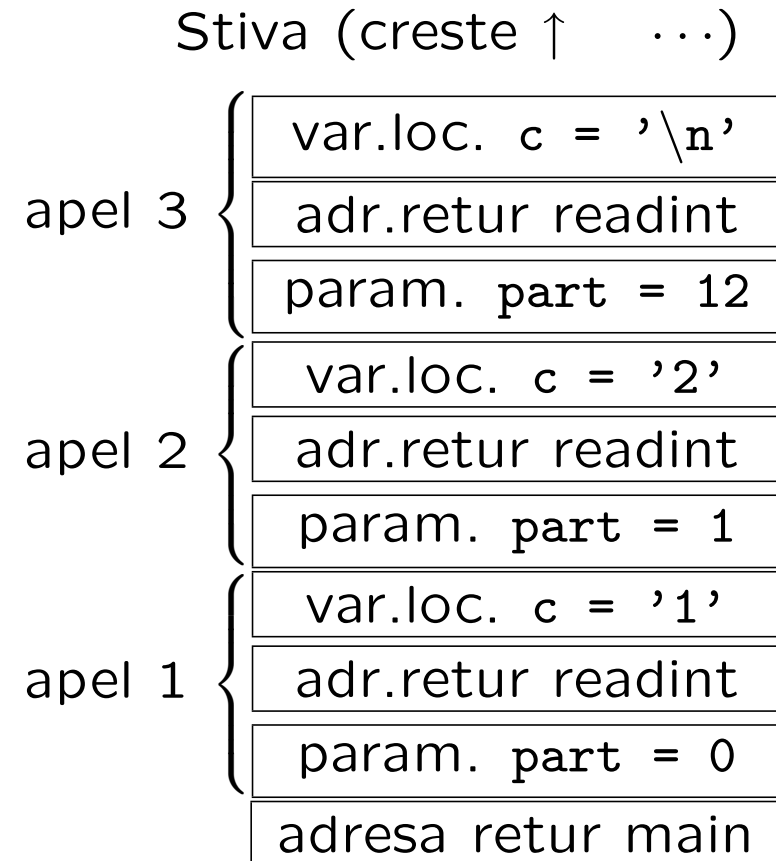 Stiva (creste ↑ ···)
var.loc. c = ’\n’
apel 3 adr.retur readint
param. part = 12
var.loc. c = ’2’
apel 2 adr.retur readint
param. part = 1
var.loc. c = ’1’
apel 1 adr.retur readint
param. part = 0
adresa retur main